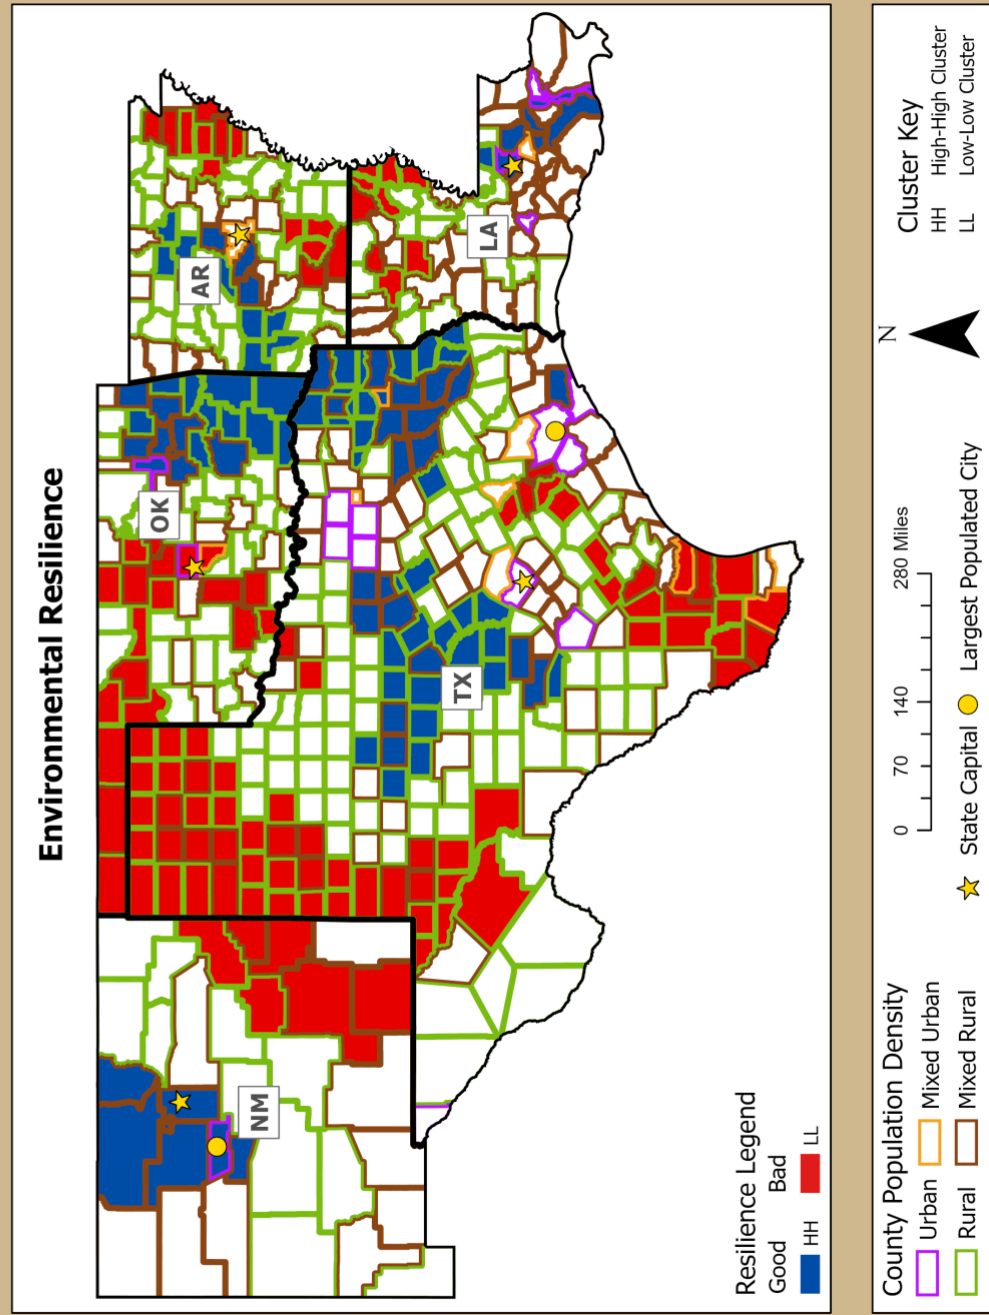 Environmental Resilience
NM
OK
AR
TX
LA
Resilience Legend
Good Bad
HH LL
County Population Density
Urban Mixed Urban
Rural Mixed Rural
0 70 140 280 Miles
State Capital Largest Populated City
N
Cluster Key
HH High-High Cluster
LL Low-Low Cluster